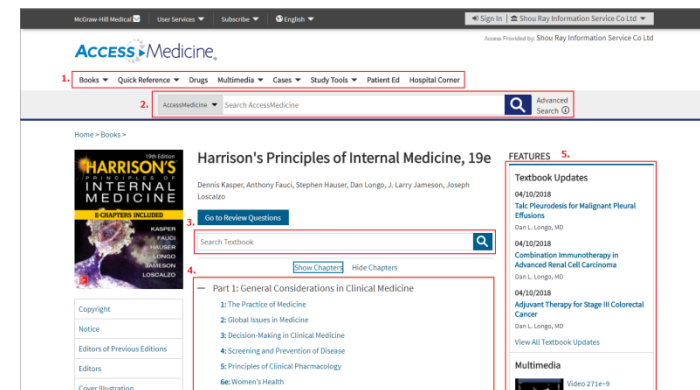 McGraw-Hill Medical User Services Subscribe English Sign In Shou Ray Information Service Co Ltd
Access Provided by: Shou Ray Information Service Co Ltd
ACCESS Medicine
1. Books Quick Reference Drugs Multimedia Cases Study Tools Patient Ed Hospital Corner
2. AccessMedicine Search AccessMedicine Advanced Search
Home > Books >
19th Edition
HARRISON'S
PRINCIPLES OF
INTERNAL
MEDICINE
E-CHAPTERS INCLUDED
KASPER
FAUCI
HAUSER
LONGO
JAMESON
LOSCALZO
Copyright
Notice
Editors of Previous Editions
Editors
Cover Illustration
Harrison's Principles of Internal Medicine, 19e
Dennis Kasper, Anthony Fauci, Stephen Hauser, Dan Longo, J. Larry Jameson, Joseph
Loscalzo
Go to Review Questions
3. Search Textbook
4. Show Chapters Hide Chapters
— Part 1: General Considerations in Clinical Medicine
1: The Practice of Medicine
2: Global Issues in Medicine
3: Decision-Making in Clinical Medicine
4: Screening and Prevention of Disease
5: Principles of Clinical Pharmacology
6e: Women's Health
FEATURES 5.
Textbook Updates
04/10/2018
Talc Pleurodesis for Malignant Pleural
Effusions
Dan L. Longo, MD
04/10/2018
Combination Immunotherapy in
Advanced Renal Cell Carcinoma
Dan L. Longo, MD
04/10/2018
Adjuvant Therapy for Stage III Colorectal
Cancer
Dan L. Longo, MD
View All Textbook Updates
Multimedia
Video 271e-9